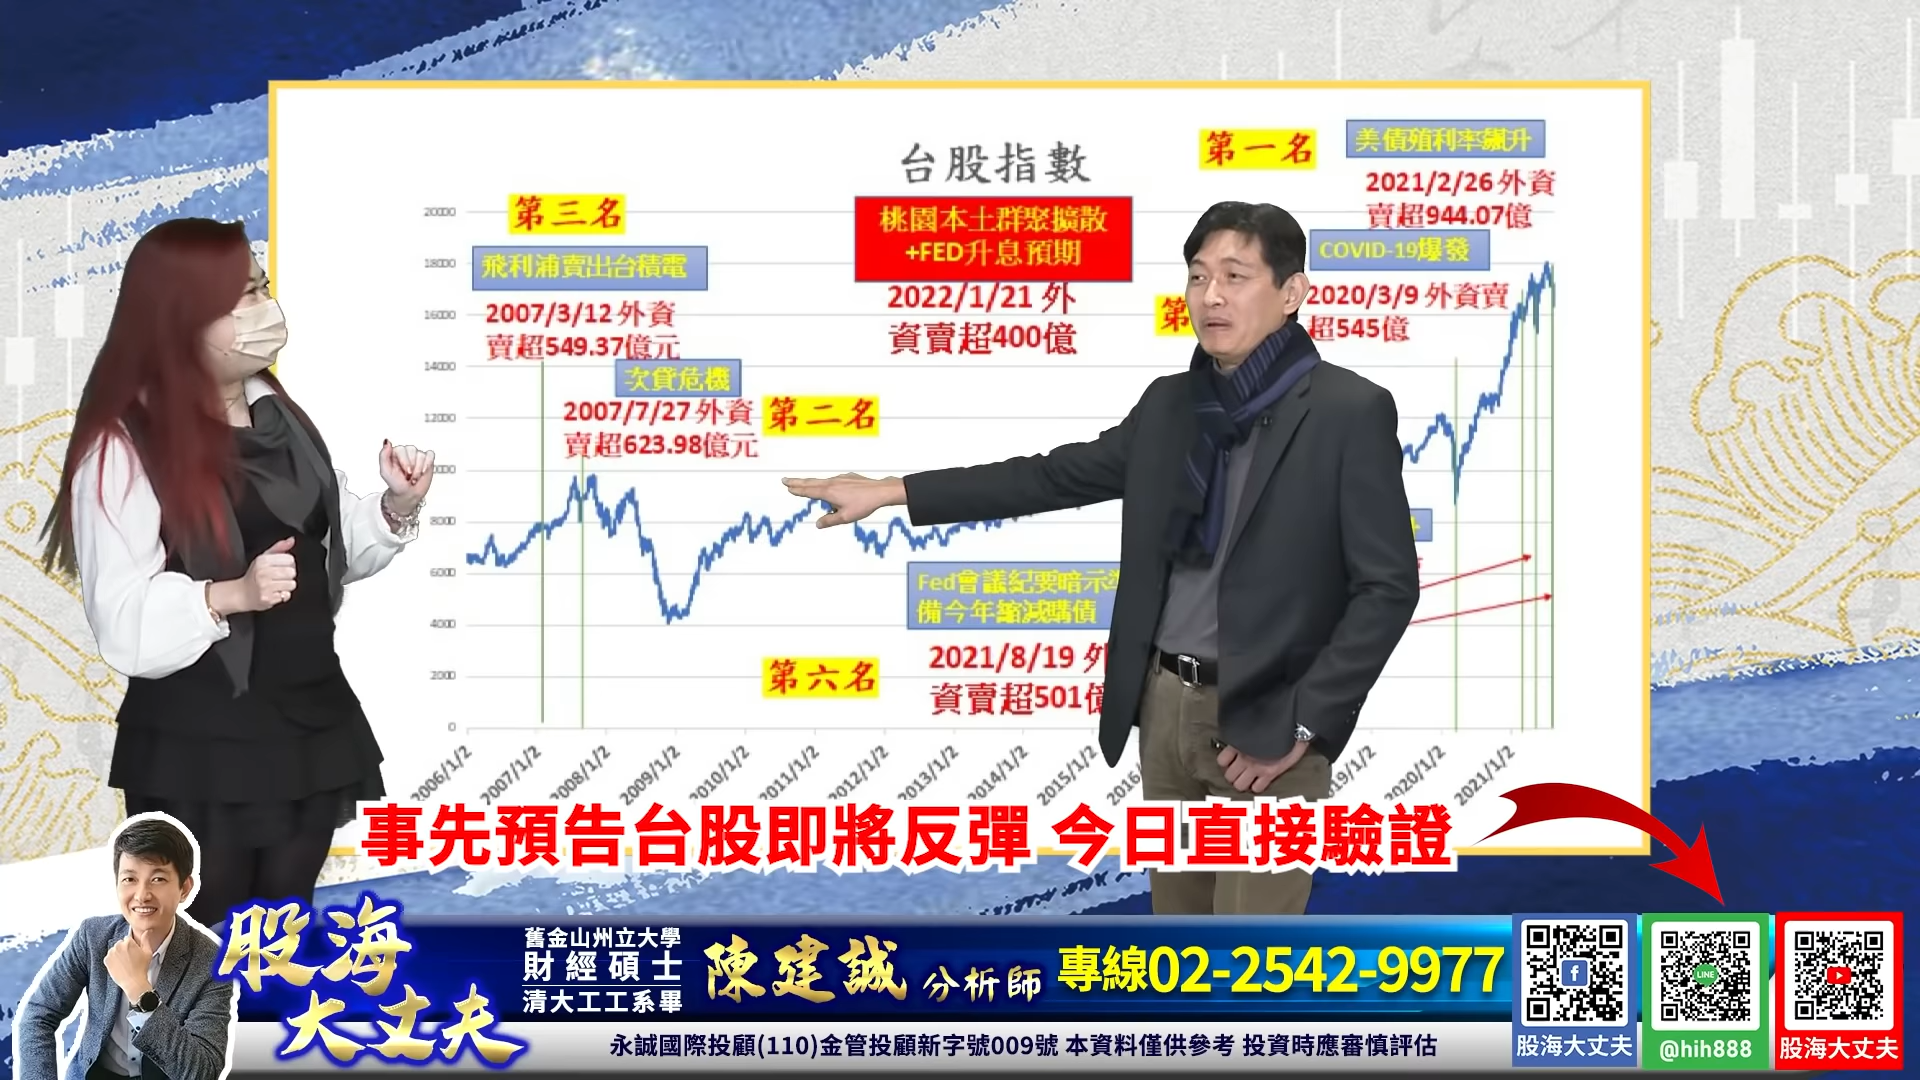 台股指數
第一名
美債殖利率飆升
2021/2/26 外資
賣超944.07億
第三名
飛利浦賣出台積電
2007/3/12 外資
賣超549.37億元
桃園本土群聚擴散
+FED升息預期
2022/1/21 外
資賣超400億
COVID-19爆發
第
2020/3/9 外資賣
超545億
次貸危機
2007/7/27 外資
賣超623.98億元
第二名
Fed會議紀要暗示準
備今年縮減購債
2021/8/19 外
資賣超501億
第六名
升
20000
18000
16000
14000
12000
10000
8000
6000
4000
2000
0
2006/1/2
2007/1/2
2008/1/2
2009/1/2
2010/1/2
2011/1/2
2012/1/2
2013/1/2
2014/1/2
2015/1/2
2016/
019/1/2
2020/1/2
2021/1/2
事先預告台股即將反彈 今日直接驗證
股海
大丈夫
舊金山州立大學
財經碩士
清大工工系畢
陳建誠 分析師
專線02-2542-9977
LINE
股海大丈夫
@hih888
股海大丈夫
永誠國際投顧(110)金管投顧新字號009號 本資料僅供參考 投資時應審慎評估